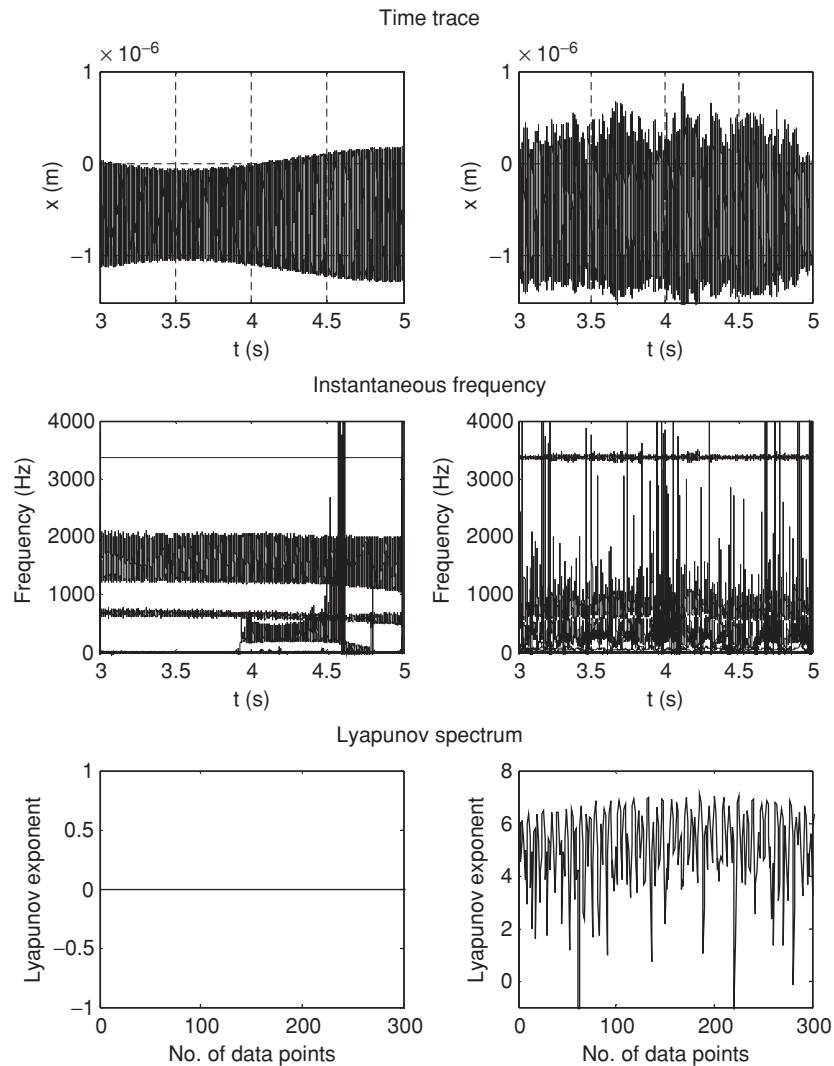 Time trace
× 10⁻⁶
1
0
−1
x (m)
3 3.5 4 4.5 5
t (s)
× 10⁻⁶
1
0
−1
x (m)
3 3.5 4 4.5 5
t (s)
Instantaneous frequency
4000
3000
2000
1000
0
Frequency (Hz)
3 3.5 4 4.5 5
t (s)
4000
3000
2000
1000
0
Frequency (Hz)
3 3.5 4 4.5 5
t (s)
Lyapunov spectrum
1
0.5
0
−0.5
−1
Lyapunov exponent
0 100 200 300
No. of data points
8
6
4
2
0
Lyapunov exponent
0 100 200 300
No. of data points